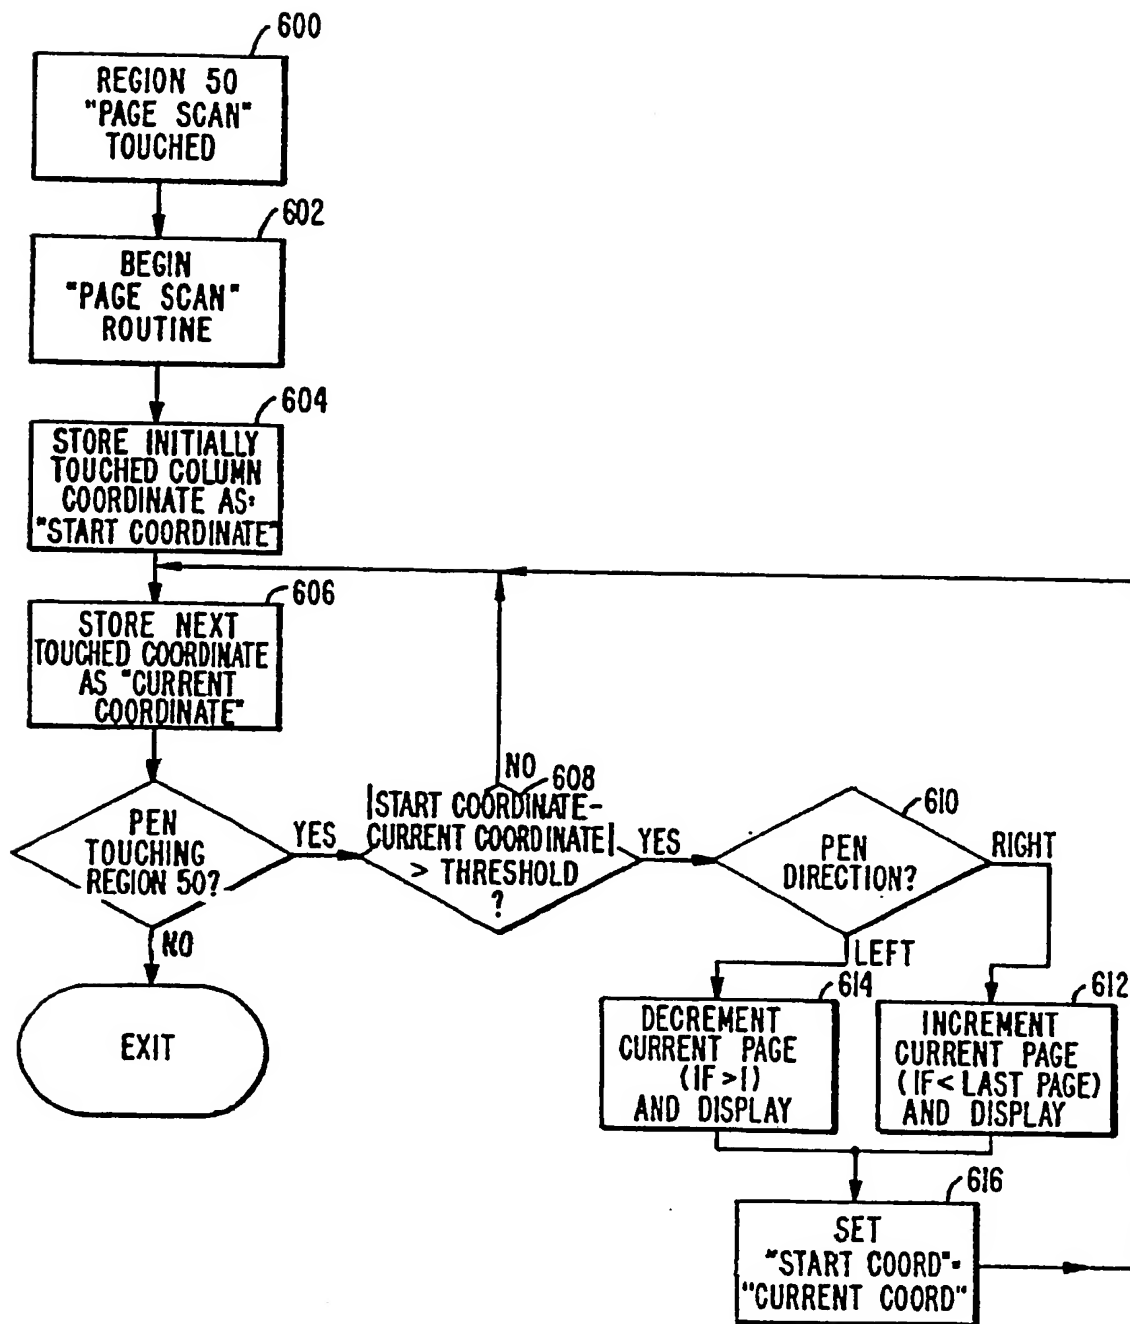 600
REGION 50
"PAGE SCAN"
TOUCHED
602
BEGIN
"PAGE SCAN"
ROUTINE
604
STORE INITIALLY
TOUCHED COLUMN
COORDINATE AS:
"START COORDINATE"
606
STORE NEXT
TOUCHED COORDINATE
AS "CURRENT
COORDINATE"
PEN
TOUCHING
REGION 50?
YES
NO
EXIT
NO
608
|START COORDINATE-
CURRENT COORDINATE|
> THRESHOLD
?
YES
610
PEN
DIRECTION?
RIGHT
LEFT
614
DECREMENT
CURRENT PAGE
(IF >1)
AND DISPLAY
612
INCREMENT
CURRENT PAGE
(IF < LAST PAGE)
AND DISPLAY
616
SET
"START COORD"=
"CURRENT COORD"